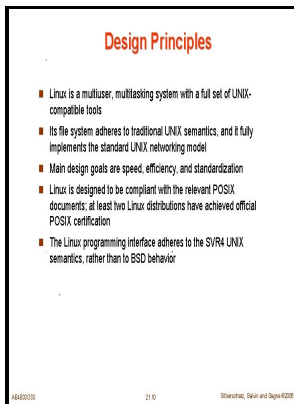 Design Principles
Linux is a multiuser, multitasking system with a full set of UNIX-
compatible tools
Its file system adheres to traditional UNIX semantics, and it fully
implements the standard UNIX networking model
Main design goals are speed, efficiency, and standardization
Linux is designed to be compliant with the relevant POSIX
documents; at least two Linux distributions have achieved official
POSIX certification
The Linux programming interface adheres to the SVR4 UNIX
semantics, rather than to BSD behavior
21.10
Silberschatz, Galvin and Gagne ©2005